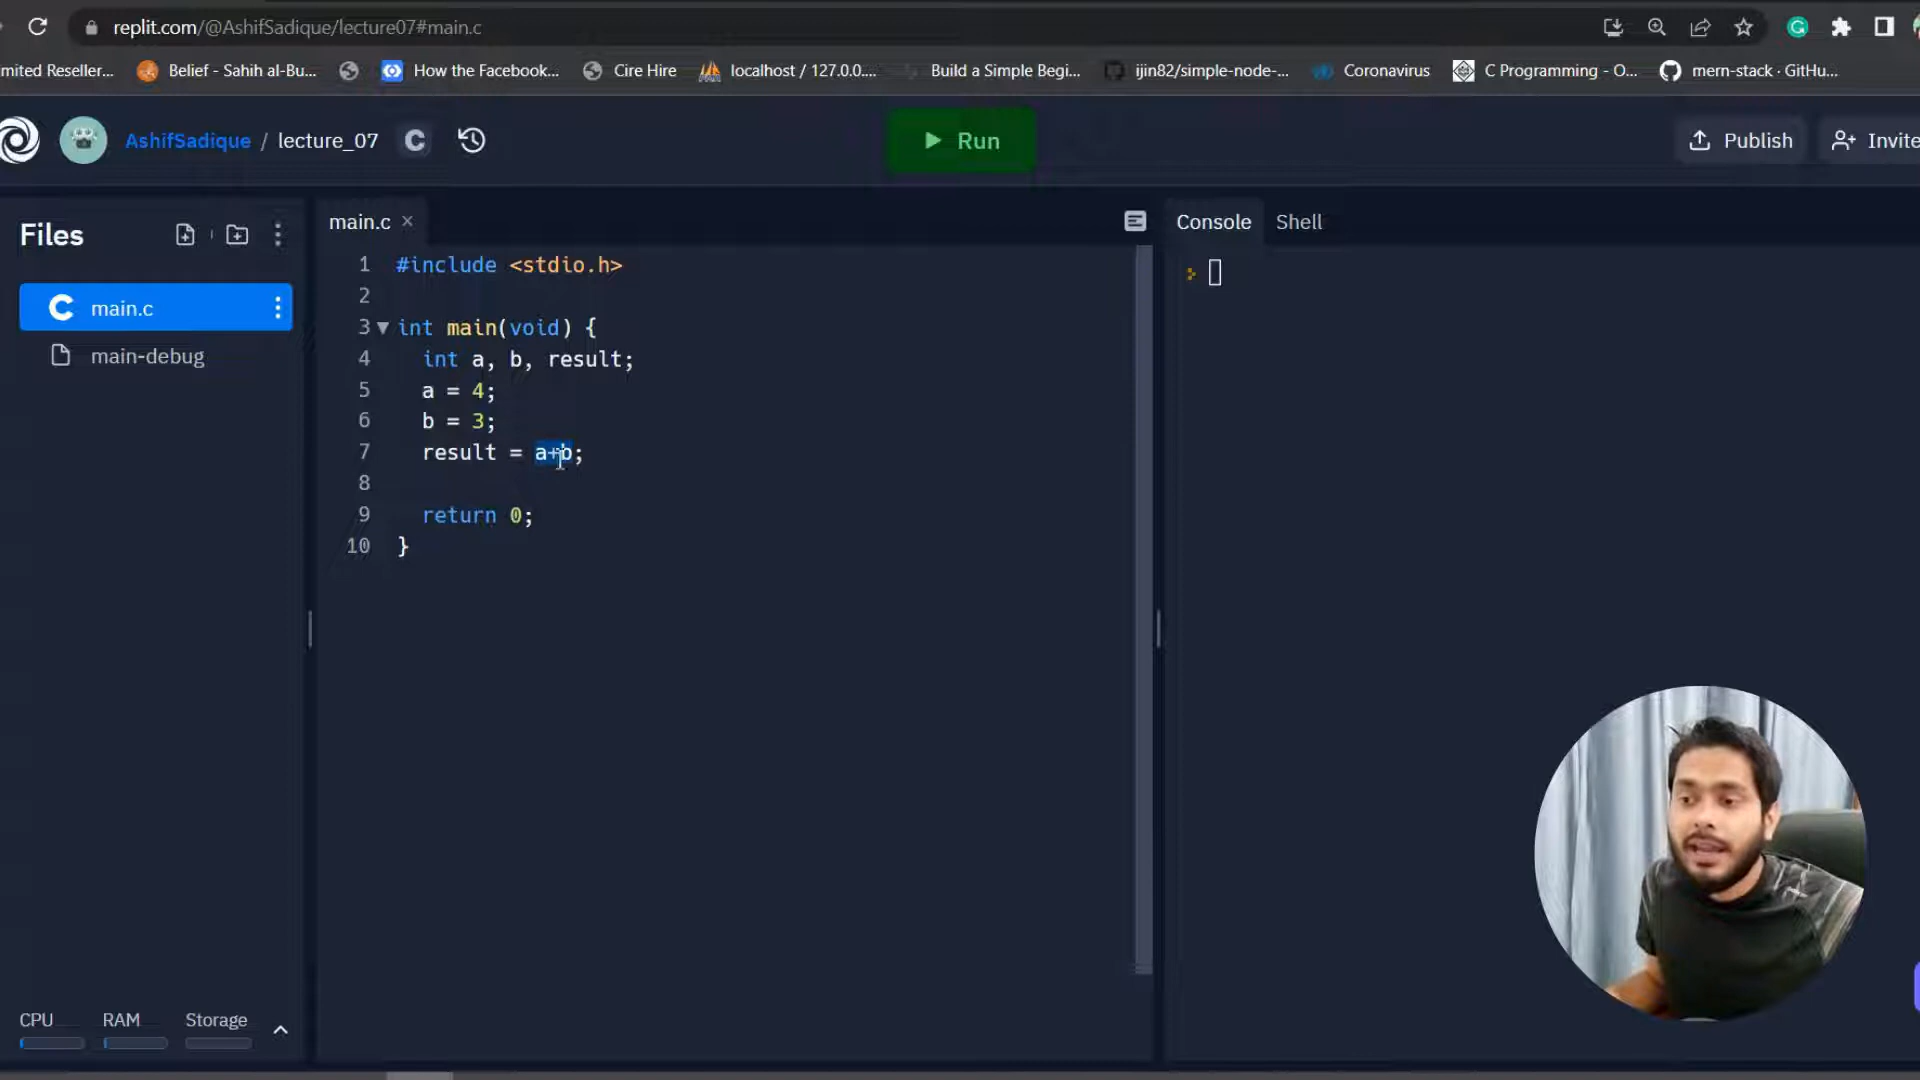 replit.com/@AshifSadique/lecture07#main.c
mited Reseller... Belief - Sahih al-Bu... How the Facebook... Cire Hire localhost / 127.0.0.... Build a Simple Begi... ijin82/simple-node-... Coronavirus C Programming - O... mern-stack · GitHu...
AshifSadique / lecture_07 C Run Publish Invite
Files main.c × Console Shell
C main.c
main-debug
1 #include <stdio.h>
2
3 int main(void) {
4 int a, b, result;
5 a = 4;
6 b = 3;
7 result = a+b;
8
9 return 0;
10 }
CPU RAM Storage